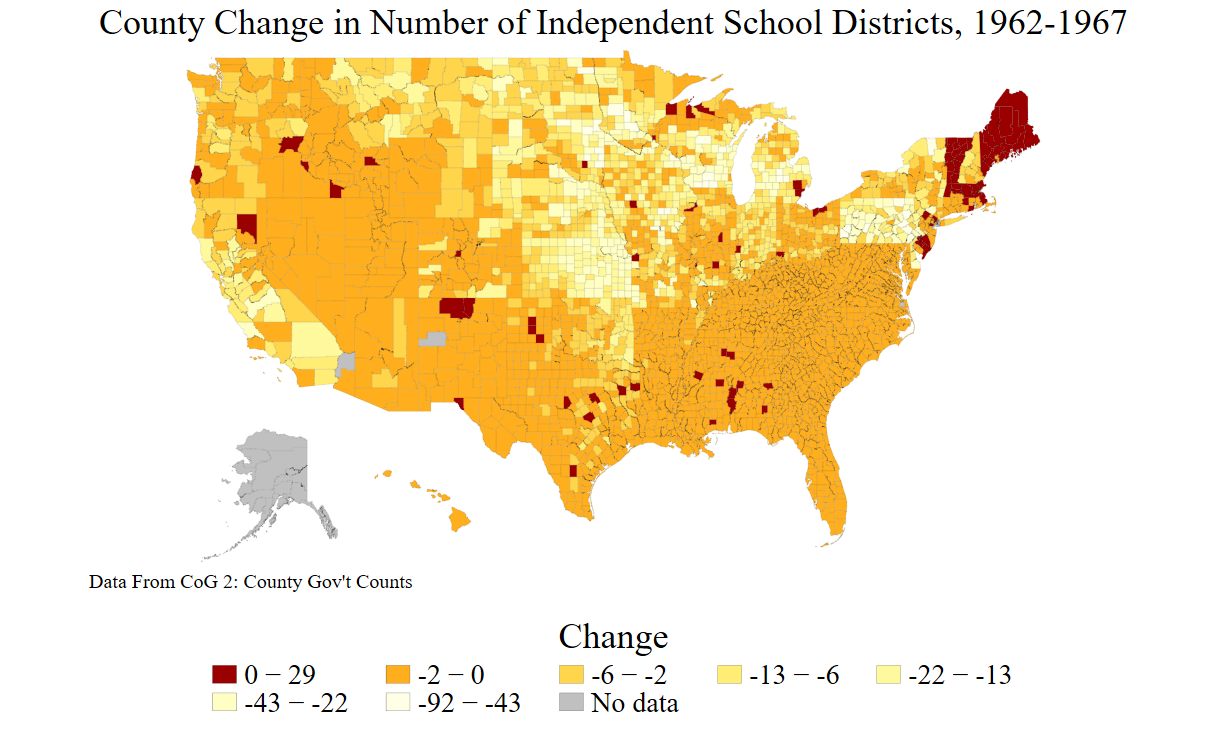 County Change in Number of Independent School Districts, 1962-1967
Data From CoG 2: County Gov't Counts
Change
0 − 29 -2 − 0 -6 − -2 -13 − -6 -22 − -13
-43 − -22 -92 − -43 No data